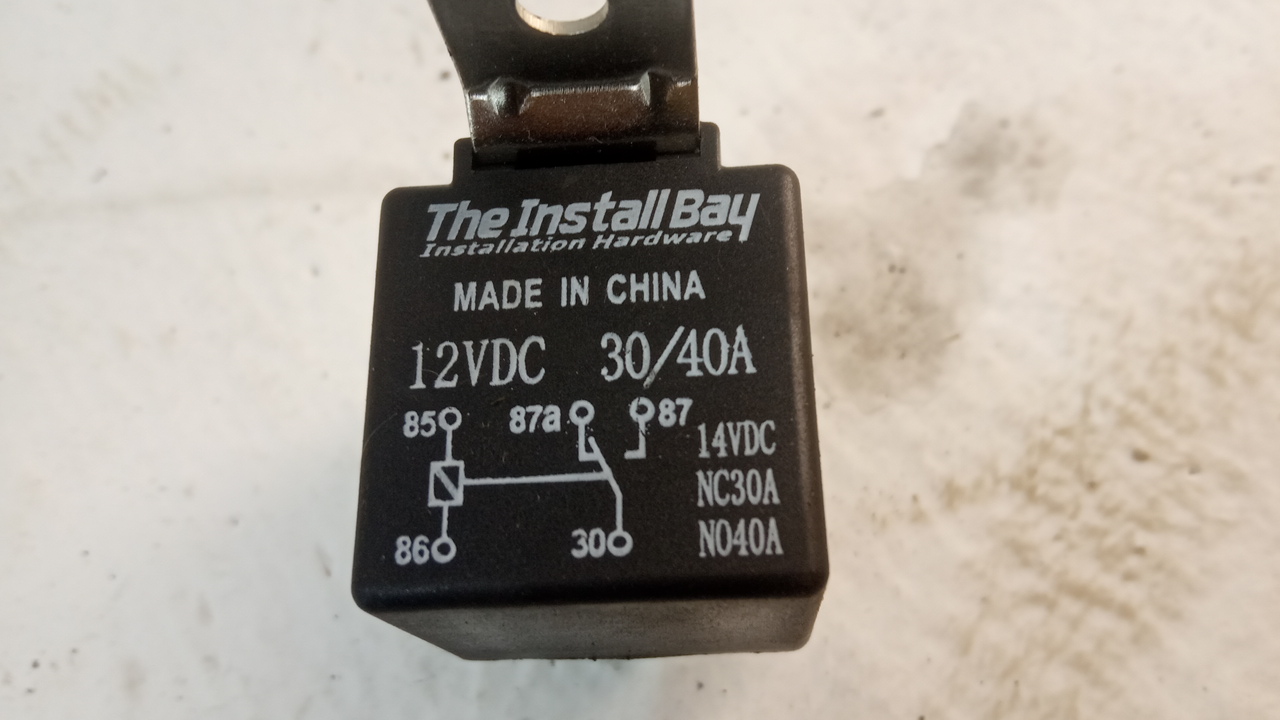 The Install Bay
Installation Hardware
MADE IN CHINA
12VDC 30/40A
85 87a 87
14VDC
NC30A
86 30 NO40A